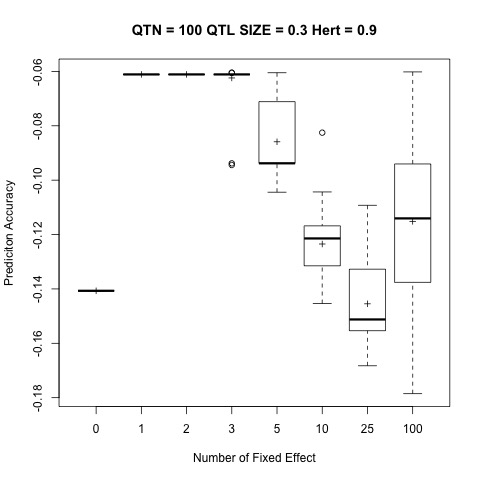 QTN = 100 QTL SIZE = 0.3 Hert = 0.9
-0.06
-0.08
-0.10
-0.12
-0.14
-0.16
-0.18
Prediciton Accuracy
0 1 2 3 5 10 25 100
Number of Fixed Effect